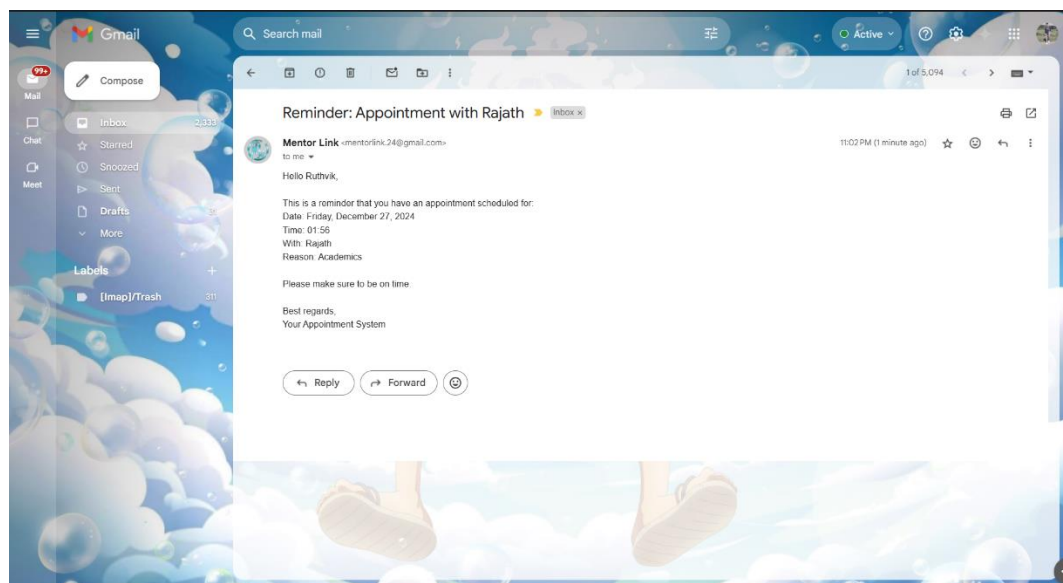 Gmail
Search mail
Active
99+
Mail
Chat
Meet
Compose
Inbox 2,333
Starred
Snoozed
Sent
Drafts
More
Labels +
[Imap]/Trash 311
1 of 5,094
Reminder: Appointment with Rajath Inbox ×
Mentor Link <mentorlink.24@gmail.com> 11:02 PM (1 minute ago)
to me
Hello Ruthvik,
This is a reminder that you have an appointment scheduled for:
Date: Friday, December 27, 2024
Time: 01:56
With: Rajath
Reason: Academics
Please make sure to be on time.
Best regards,
Your Appointment System
Reply Forward